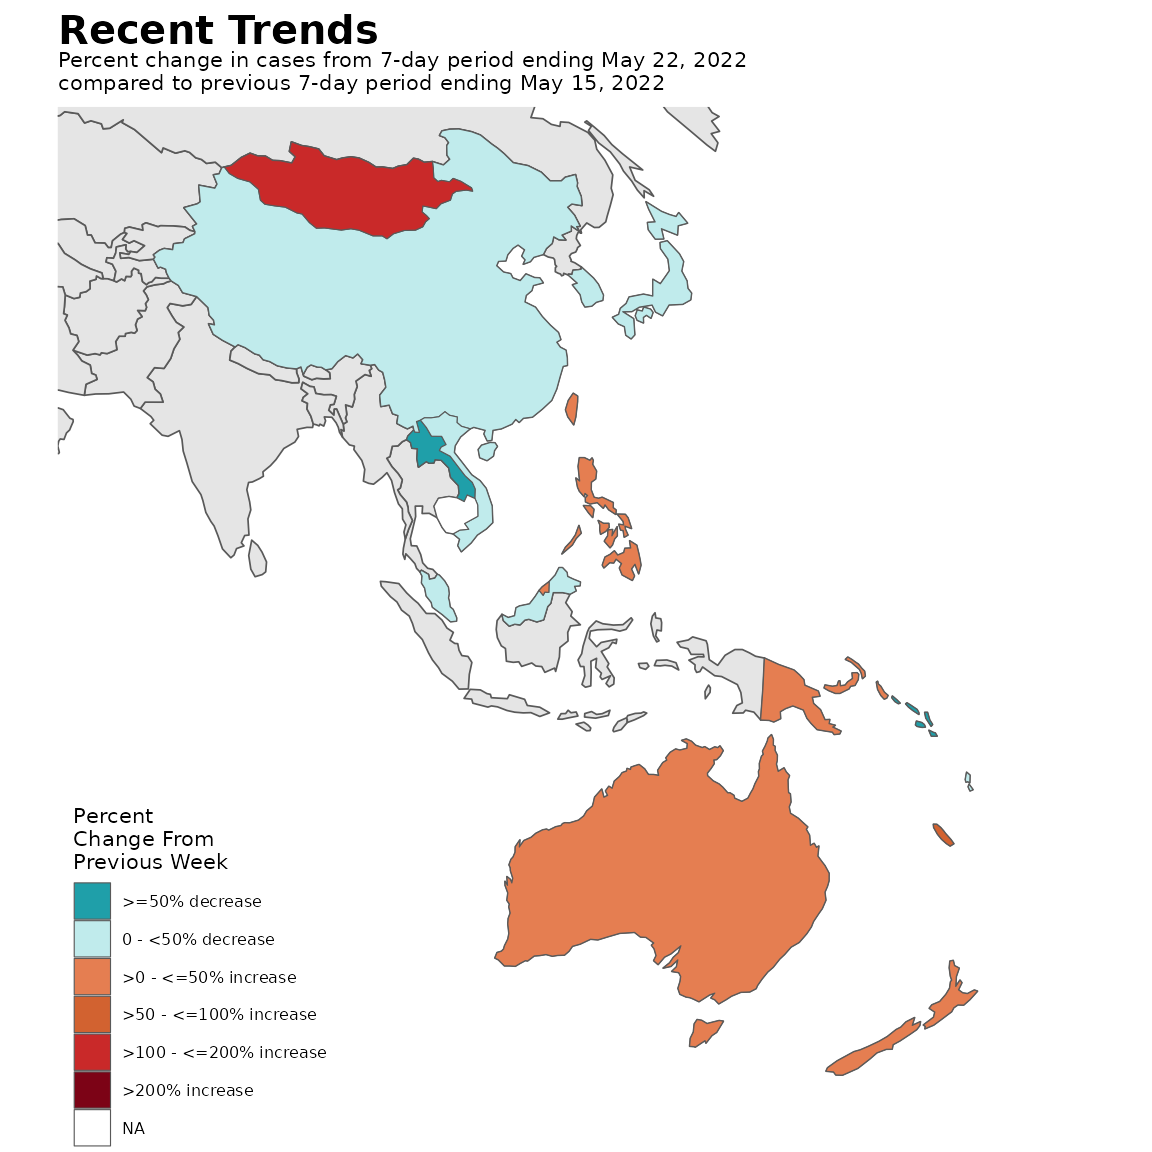 Recent Trends
Percent change in cases from 7-day period ending May 22, 2022
compared to previous 7-day period ending May 15, 2022
Percent
Change From
Previous Week
>=50% decrease
0 - <50% decrease
>0 - <=50% increase
>50 - <=100% increase
>100 - <=200% increase
>200% increase
NA